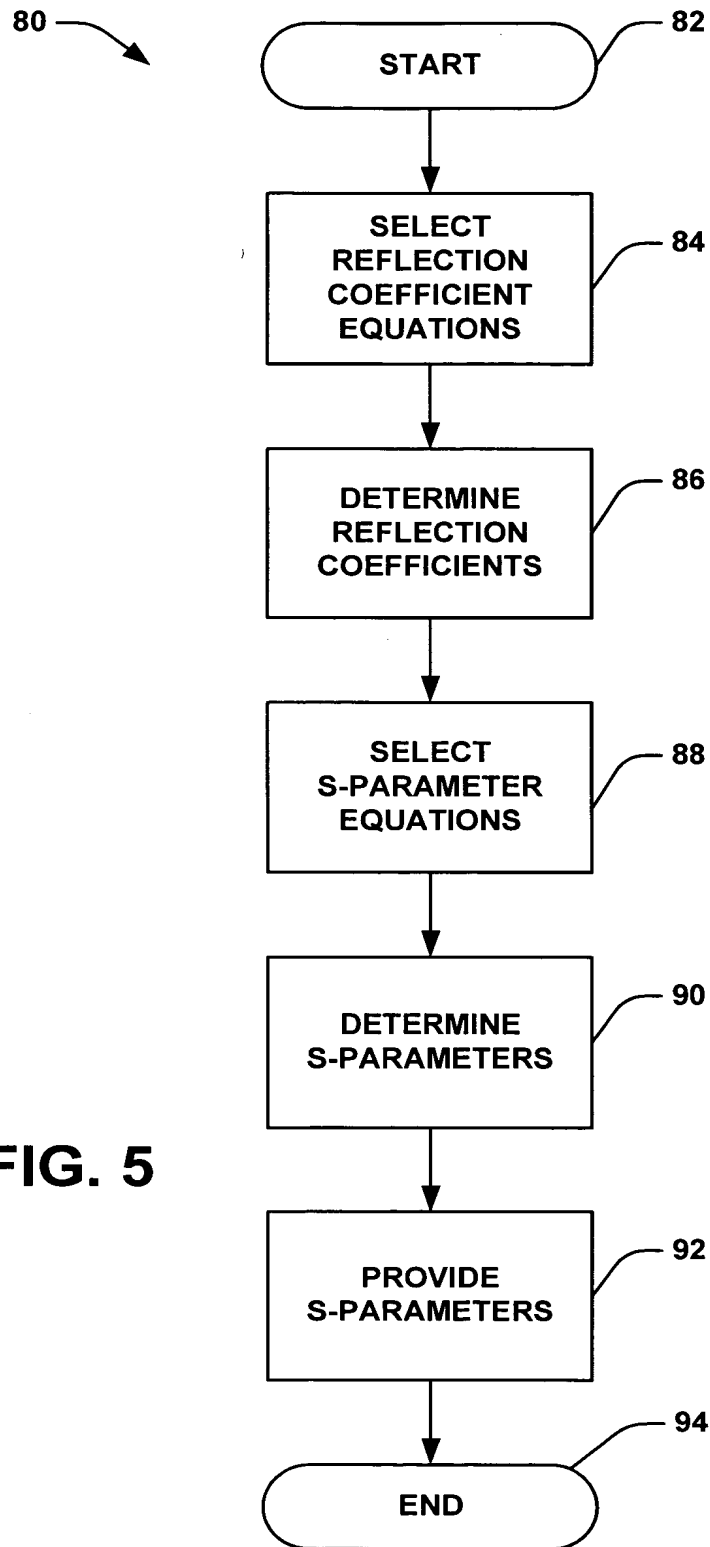 80
START
82
SELECT
REFLECTION
COEFFICIENT
EQUATIONS
84
DETERMINE
REFLECTION
COEFFICIENTS
86
SELECT
S-PARAMETER
EQUATIONS
88
DETERMINE
S-PARAMETERS
90
FIG. 5
PROVIDE
S-PARAMETERS
92
END
94